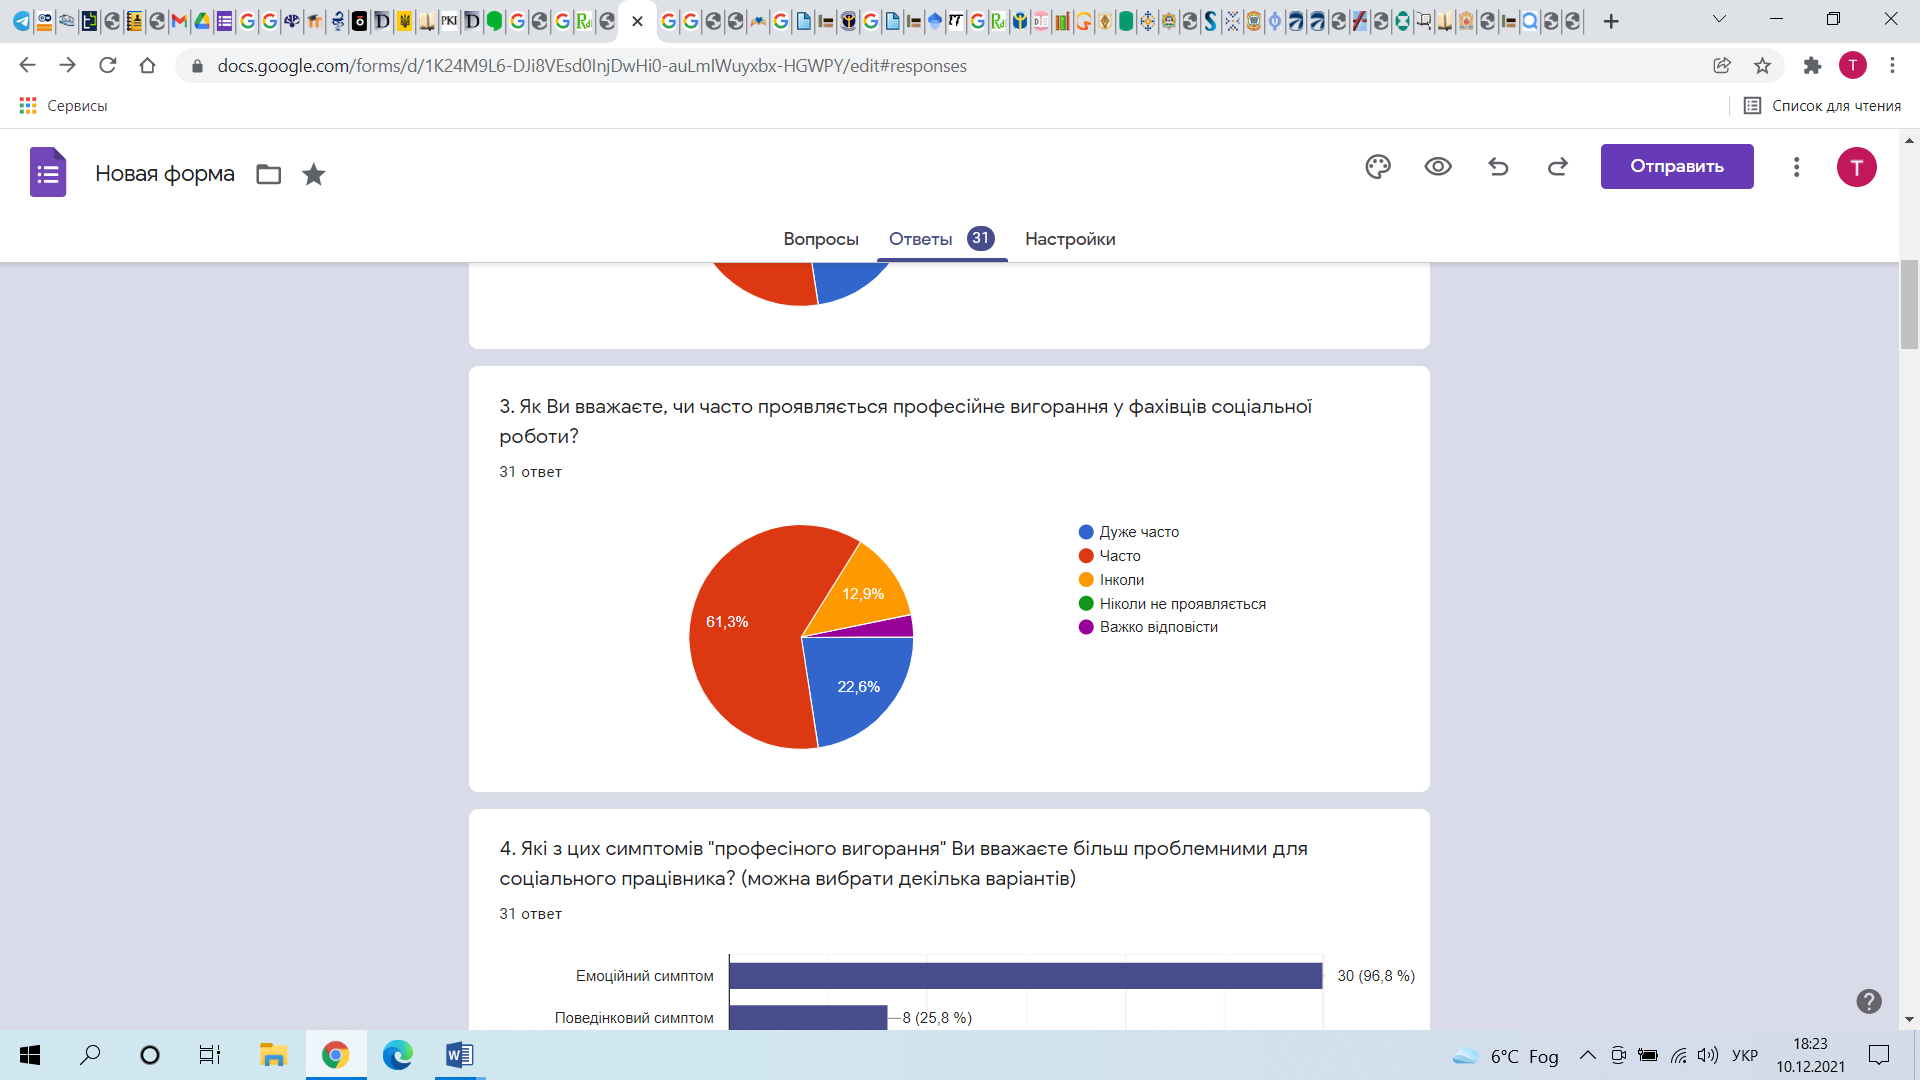 docs.google.com/forms/d/1K24M9L6-DJi8VEsd0InjDwHi0-auLmIWuyxbx-HGWPY/edit#responses
T
Сервисы
Список для чтения
Новая форма
Отправить
T
Вопросы
Ответы 31
Настройки
3. Як Ви вважаєте, чи часто проявляється професійне вигорання у фахівців соціальної
роботи?
31 ответ
Дуже часто
Часто
Інколи
Ніколи не проявляється
Важко відповісти
12,9%
61,3%
22,6%
4. Які з цих симптомів "професіного вигорання" Ви вважаєте більш проблемними для
соціального працівника? (можна вибрати декілька варіантів)
31 ответ
Емоційний симптом
30 (96,8 %)
Поведінковий симптом
8 (25,8 %)
6°C Fog
УКР
18:23
10.12.2021